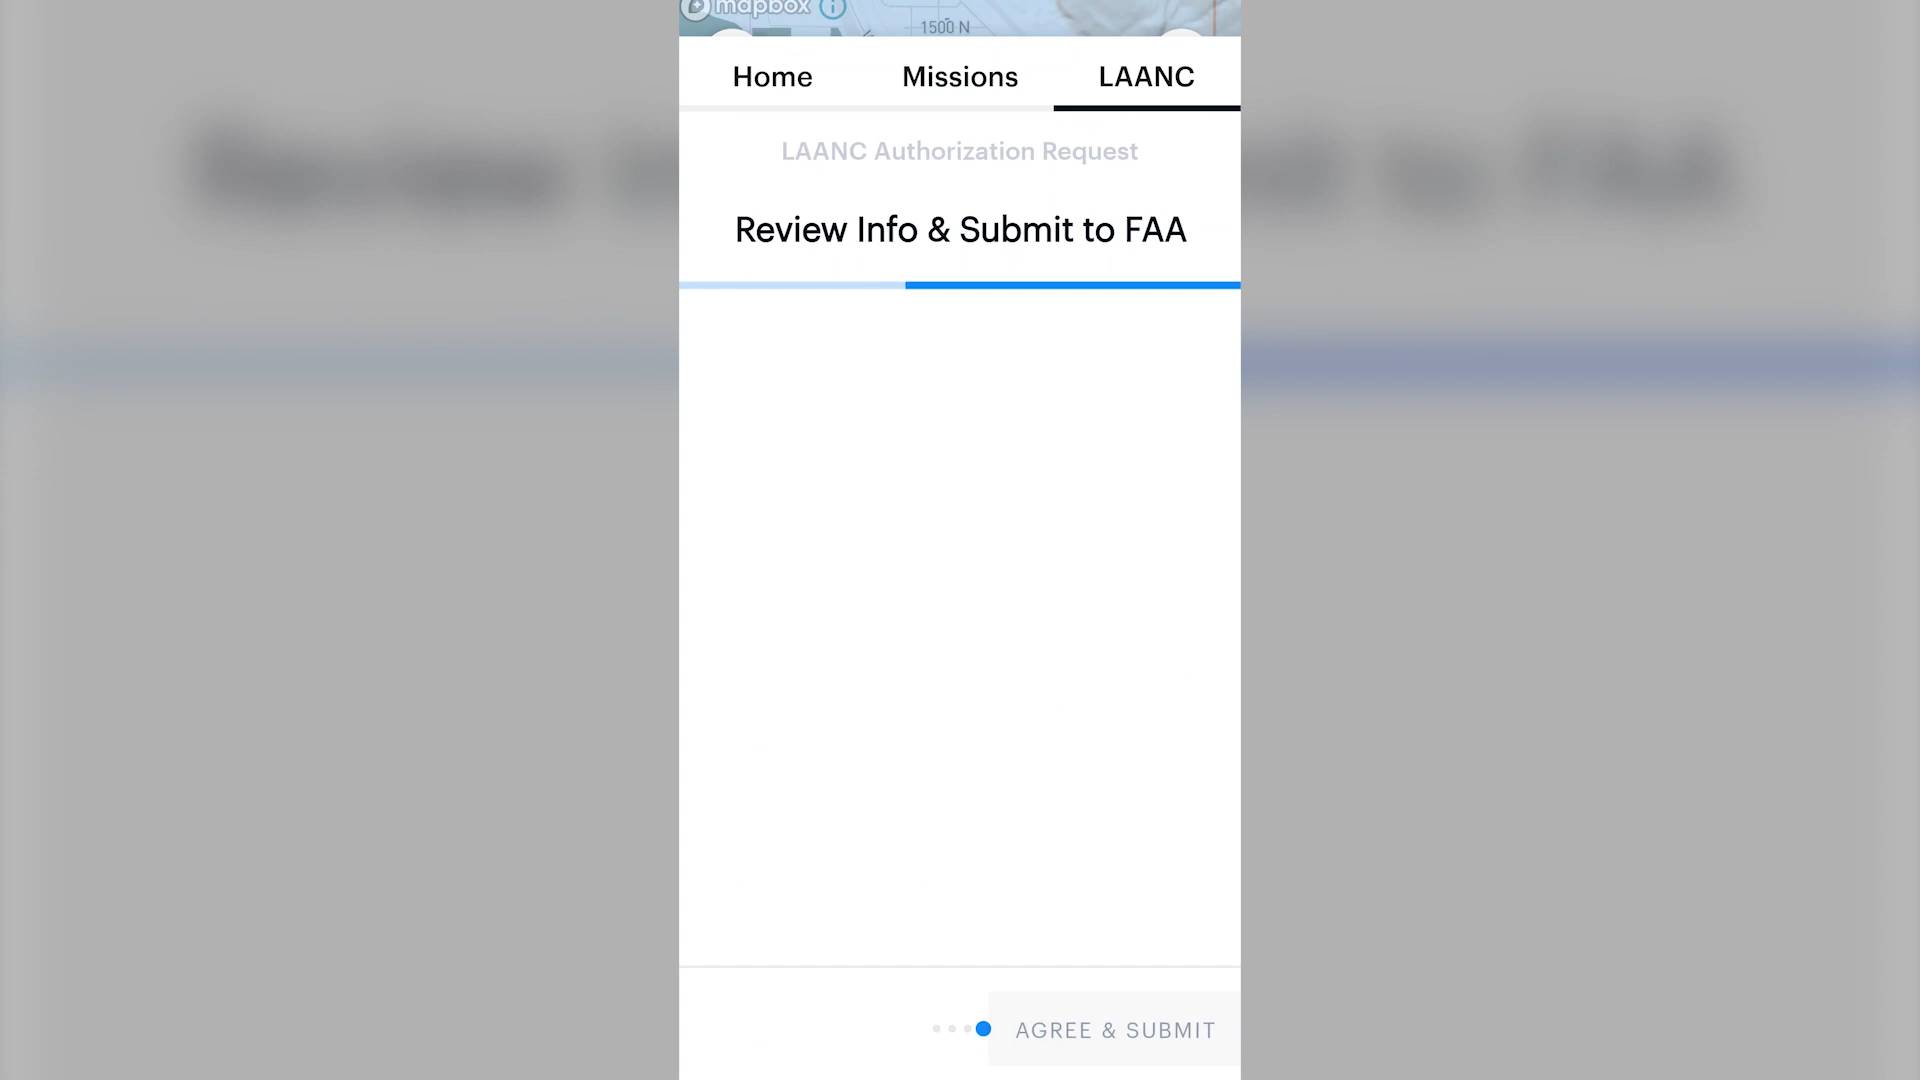 mapbox
1500 N
Home Missions LAANC
LAANC Authorization Request
Review Info & Submit to FAA
AGREE & SUBMIT